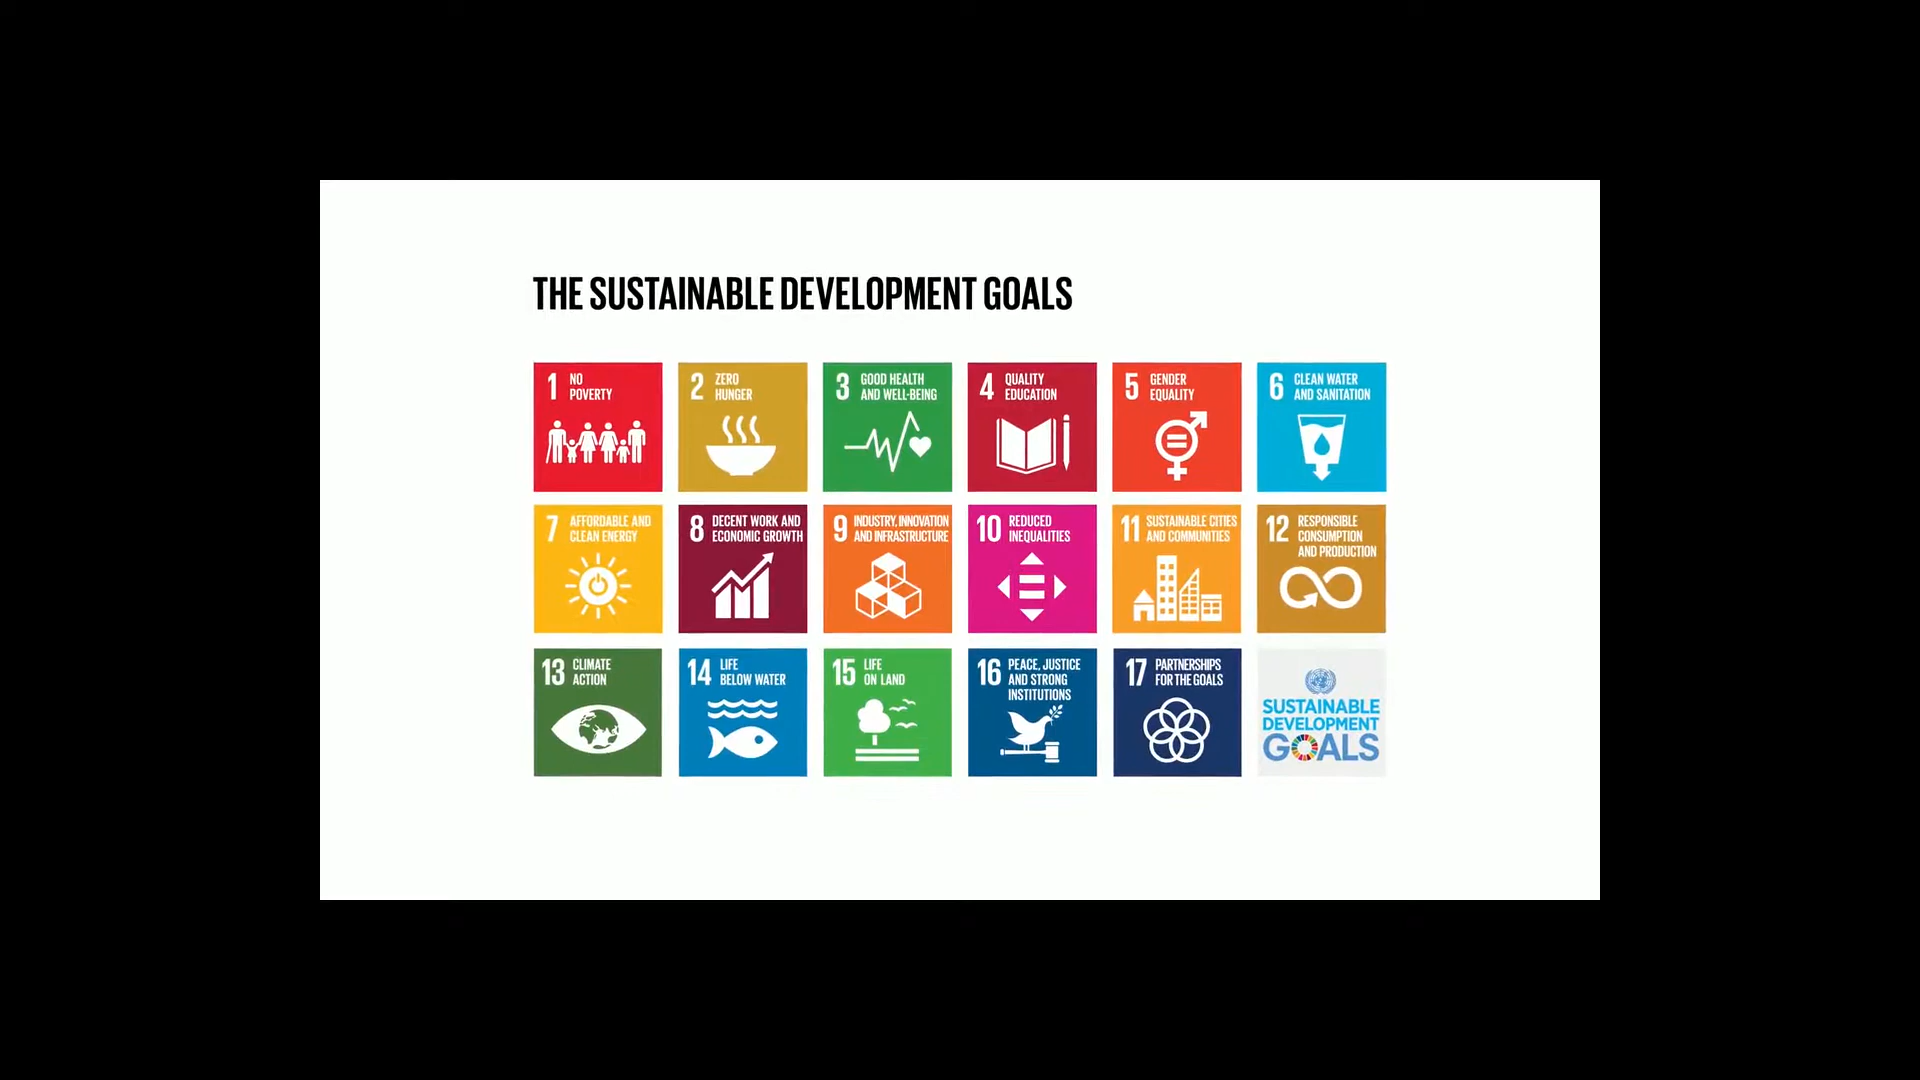 THE SUSTAINABLE DEVELOPMENT GOALS
1 NO
POVERTY
2 ZERO
HUNGER
3 GOOD HEALTH
AND WELL-BEING
4 QUALITY
EDUCATION
5 GENDER
EQUALITY
6 CLEAN WATER
AND SANITATION
7 AFFORDABLE AND
CLEAN ENERGY
8 DECENT WORK AND
ECONOMIC GROWTH
9 INDUSTRY, INNOVATION
AND INFRASTRUCTURE
10 REDUCED
INEQUALITIES
11 SUSTAINABLE CITIES
AND COMMUNITIES
12 RESPONSIBLE
CONSUMPTION
AND PRODUCTION
13 CLIMATE
ACTION
14 LIFE
BELOW WATER
15 LIFE
ON LAND
16 PEACE, JUSTICE
AND STRONG
INSTITUTIONS
17 PARTNERSHIPS
FOR THE GOALS
SUSTAINABLE
DEVELOPMENT
GOALS